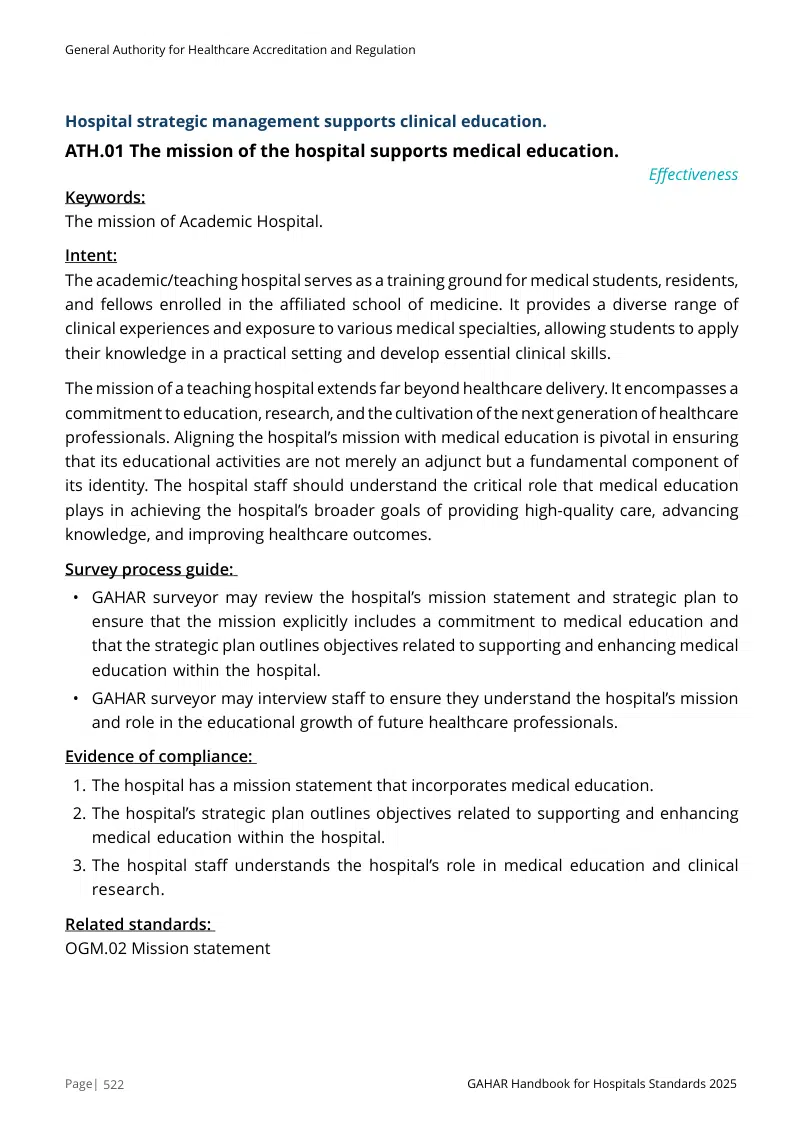 General Authority for Healthcare Accreditation and Regulation
Hospital strategic management supports clinical education.
ATH.01 The mission of the hospital supports medical education.
Effectiveness
Keywords:
The mission of Academic Hospital.
Intent:
The academic/teaching hospital serves as a training ground for medical students, residents,
and fellows enrolled in the affiliated school of medicine. It provides a diverse range of
clinical experiences and exposure to various medical specialties, allowing students to apply
their knowledge in a practical setting and develop essential clinical skills.
The mission of a teaching hospital extends far beyond healthcare delivery. It encompasses a
commitment to education, research, and the cultivation of the next generation of healthcare
professionals. Aligning the hospital’s mission with medical education is pivotal in ensuring
that its educational activities are not merely an adjunct but a fundamental component of
its identity. The hospital staff should understand the critical role that medical education
plays in achieving the hospital’s broader goals of providing high-quality care, advancing
knowledge, and improving healthcare outcomes.
Survey process guide:
• GAHAR surveyor may review the hospital’s mission statement and strategic plan to
ensure that the mission explicitly includes a commitment to medical education and
that the strategic plan outlines objectives related to supporting and enhancing medical
education within the hospital.
• GAHAR surveyor may interview staff to ensure they understand the hospital’s mission
and role in the educational growth of future healthcare professionals.
Evidence of compliance:
1. The hospital has a mission statement that incorporates medical education.
2. The hospital’s strategic plan outlines objectives related to supporting and enhancing
medical education within the hospital.
3. The hospital staff understands the hospital’s role in medical education and clinical
research.
Related standards:
OGM.02 Mission statement
Page| 522
GAHAR Handbook for Hospitals Standards 2025